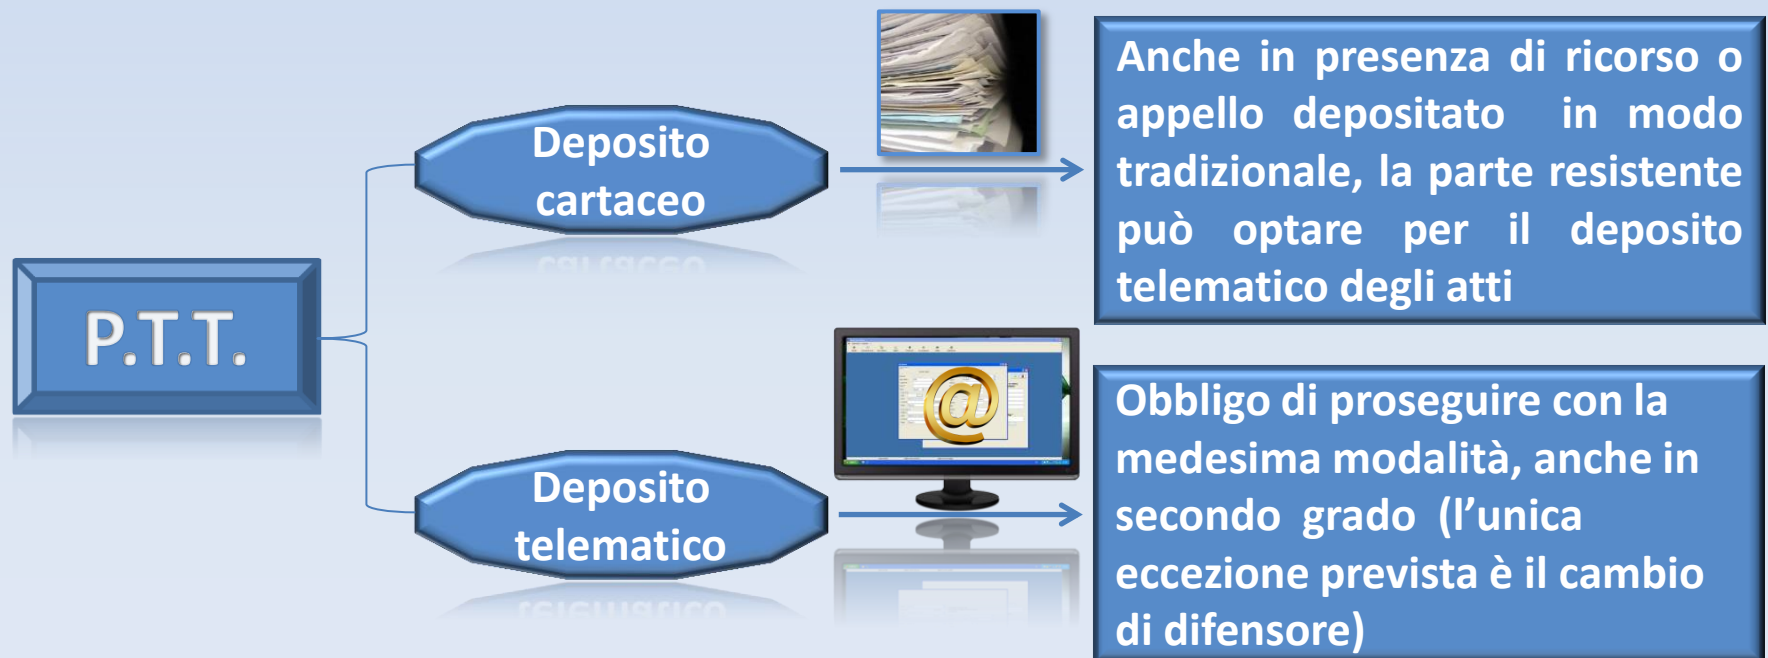 P.T.T.
Deposito
cartaceo
Anche in presenza di ricorso o
appello depositato in modo
tradizionale, la parte resistente
può optare per il deposito
telematico degli atti
Deposito
telematico
@
Obbligo di proseguire con la
medesima modalità, anche in
secondo grado (l’unica
eccezione prevista è il cambio
di difensore)